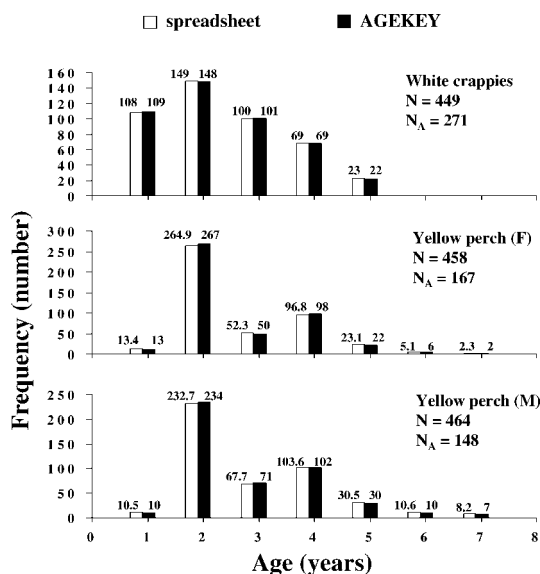 spreadsheet AGEKEY
Frequency (number)
160
140
120
100
80
60
40
20
0
108 109 149 148 100 101 69 69 23 22
White crappies
N = 449
N_A = 271
300
250
200
150
100
50
0
13.4 13 264.9 267 52.3 50 96.8 98 23.1 22 5.1 6 2.3 2
Yellow perch (F)
N = 458
N_A = 167
250
200
150
100
50
0
10.5 10 232.7 234 67.7 71 103.6 102 30.5 30 10.6 10 8.2 7
Yellow perch (M)
N = 464
N_A = 148
0 1 2 3 4 5 6 7 8
Age (years)